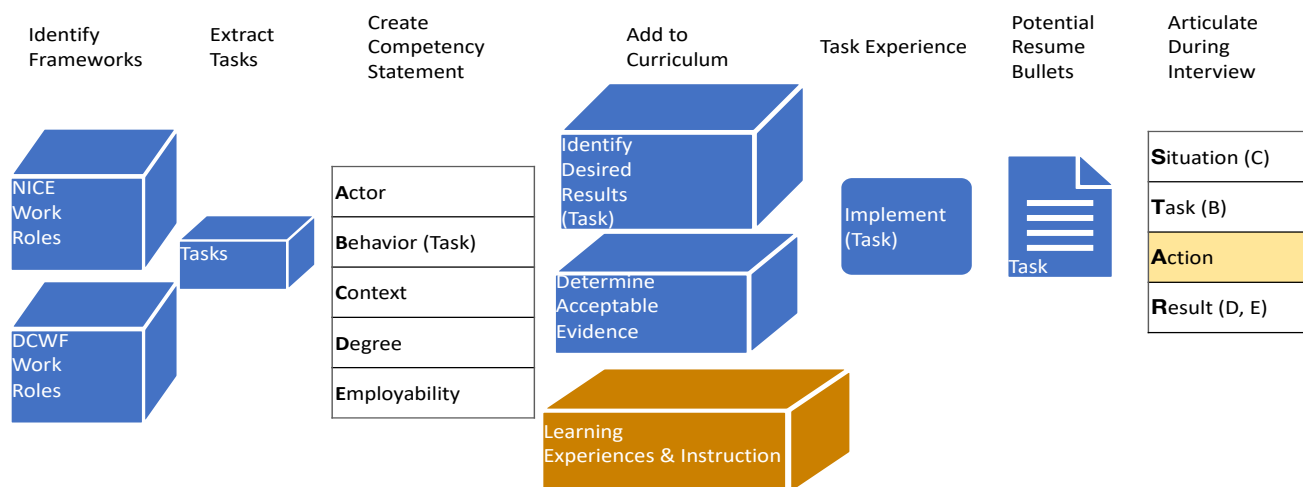 Identify
Frameworks
Extract
Tasks
Create
Competency
Statement
Add to
Curriculum
Task Experience
Potential
Resume
Bullets
Articulate
During
Interview
NICE
Work
Roles
DCWF
Work
Roles
Tasks
Actor
Behavior (Task)
Context
Degree
Employability
Identify
Desired
Results
(Task)
Determine
Acceptable
Evidence
Learning
Experiences & Instruction
Implement
(Task)
Task
Situation (C)
Task (B)
Action
Result (D, E)